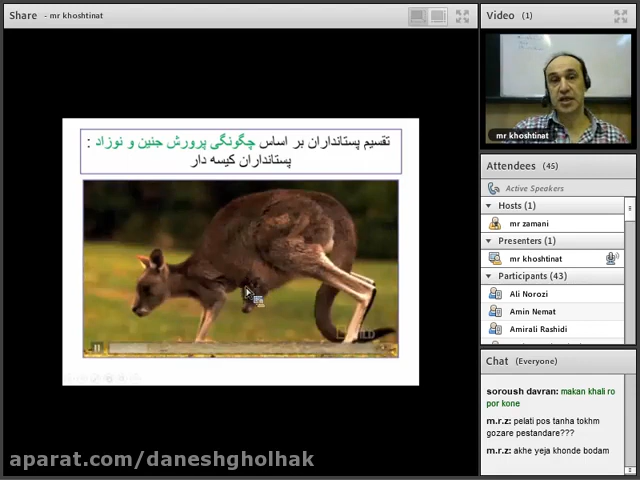 Share - mr khoshtinat
تقسیم پستانداران بر اساس چگونگی پرورش جنین و نوزاد :
پستانداران کیسه دار
Video (1)
mr khoshtinat
Attendees (45)
Active Speakers
Hosts (1)
mr zamani
Presenters (1)
mr khoshtinat
Participants (43)
Ali Norozi
Amin Nemat
Amirali Rashidi
Chat (Everyone)
soroush davran: makan khali ro
por kone
m.r.z: pelati pos tanha tokhm
gozare pestandare???
m.r.z: akhe yeja khonde bodam
aparat.com/daneshgholhak